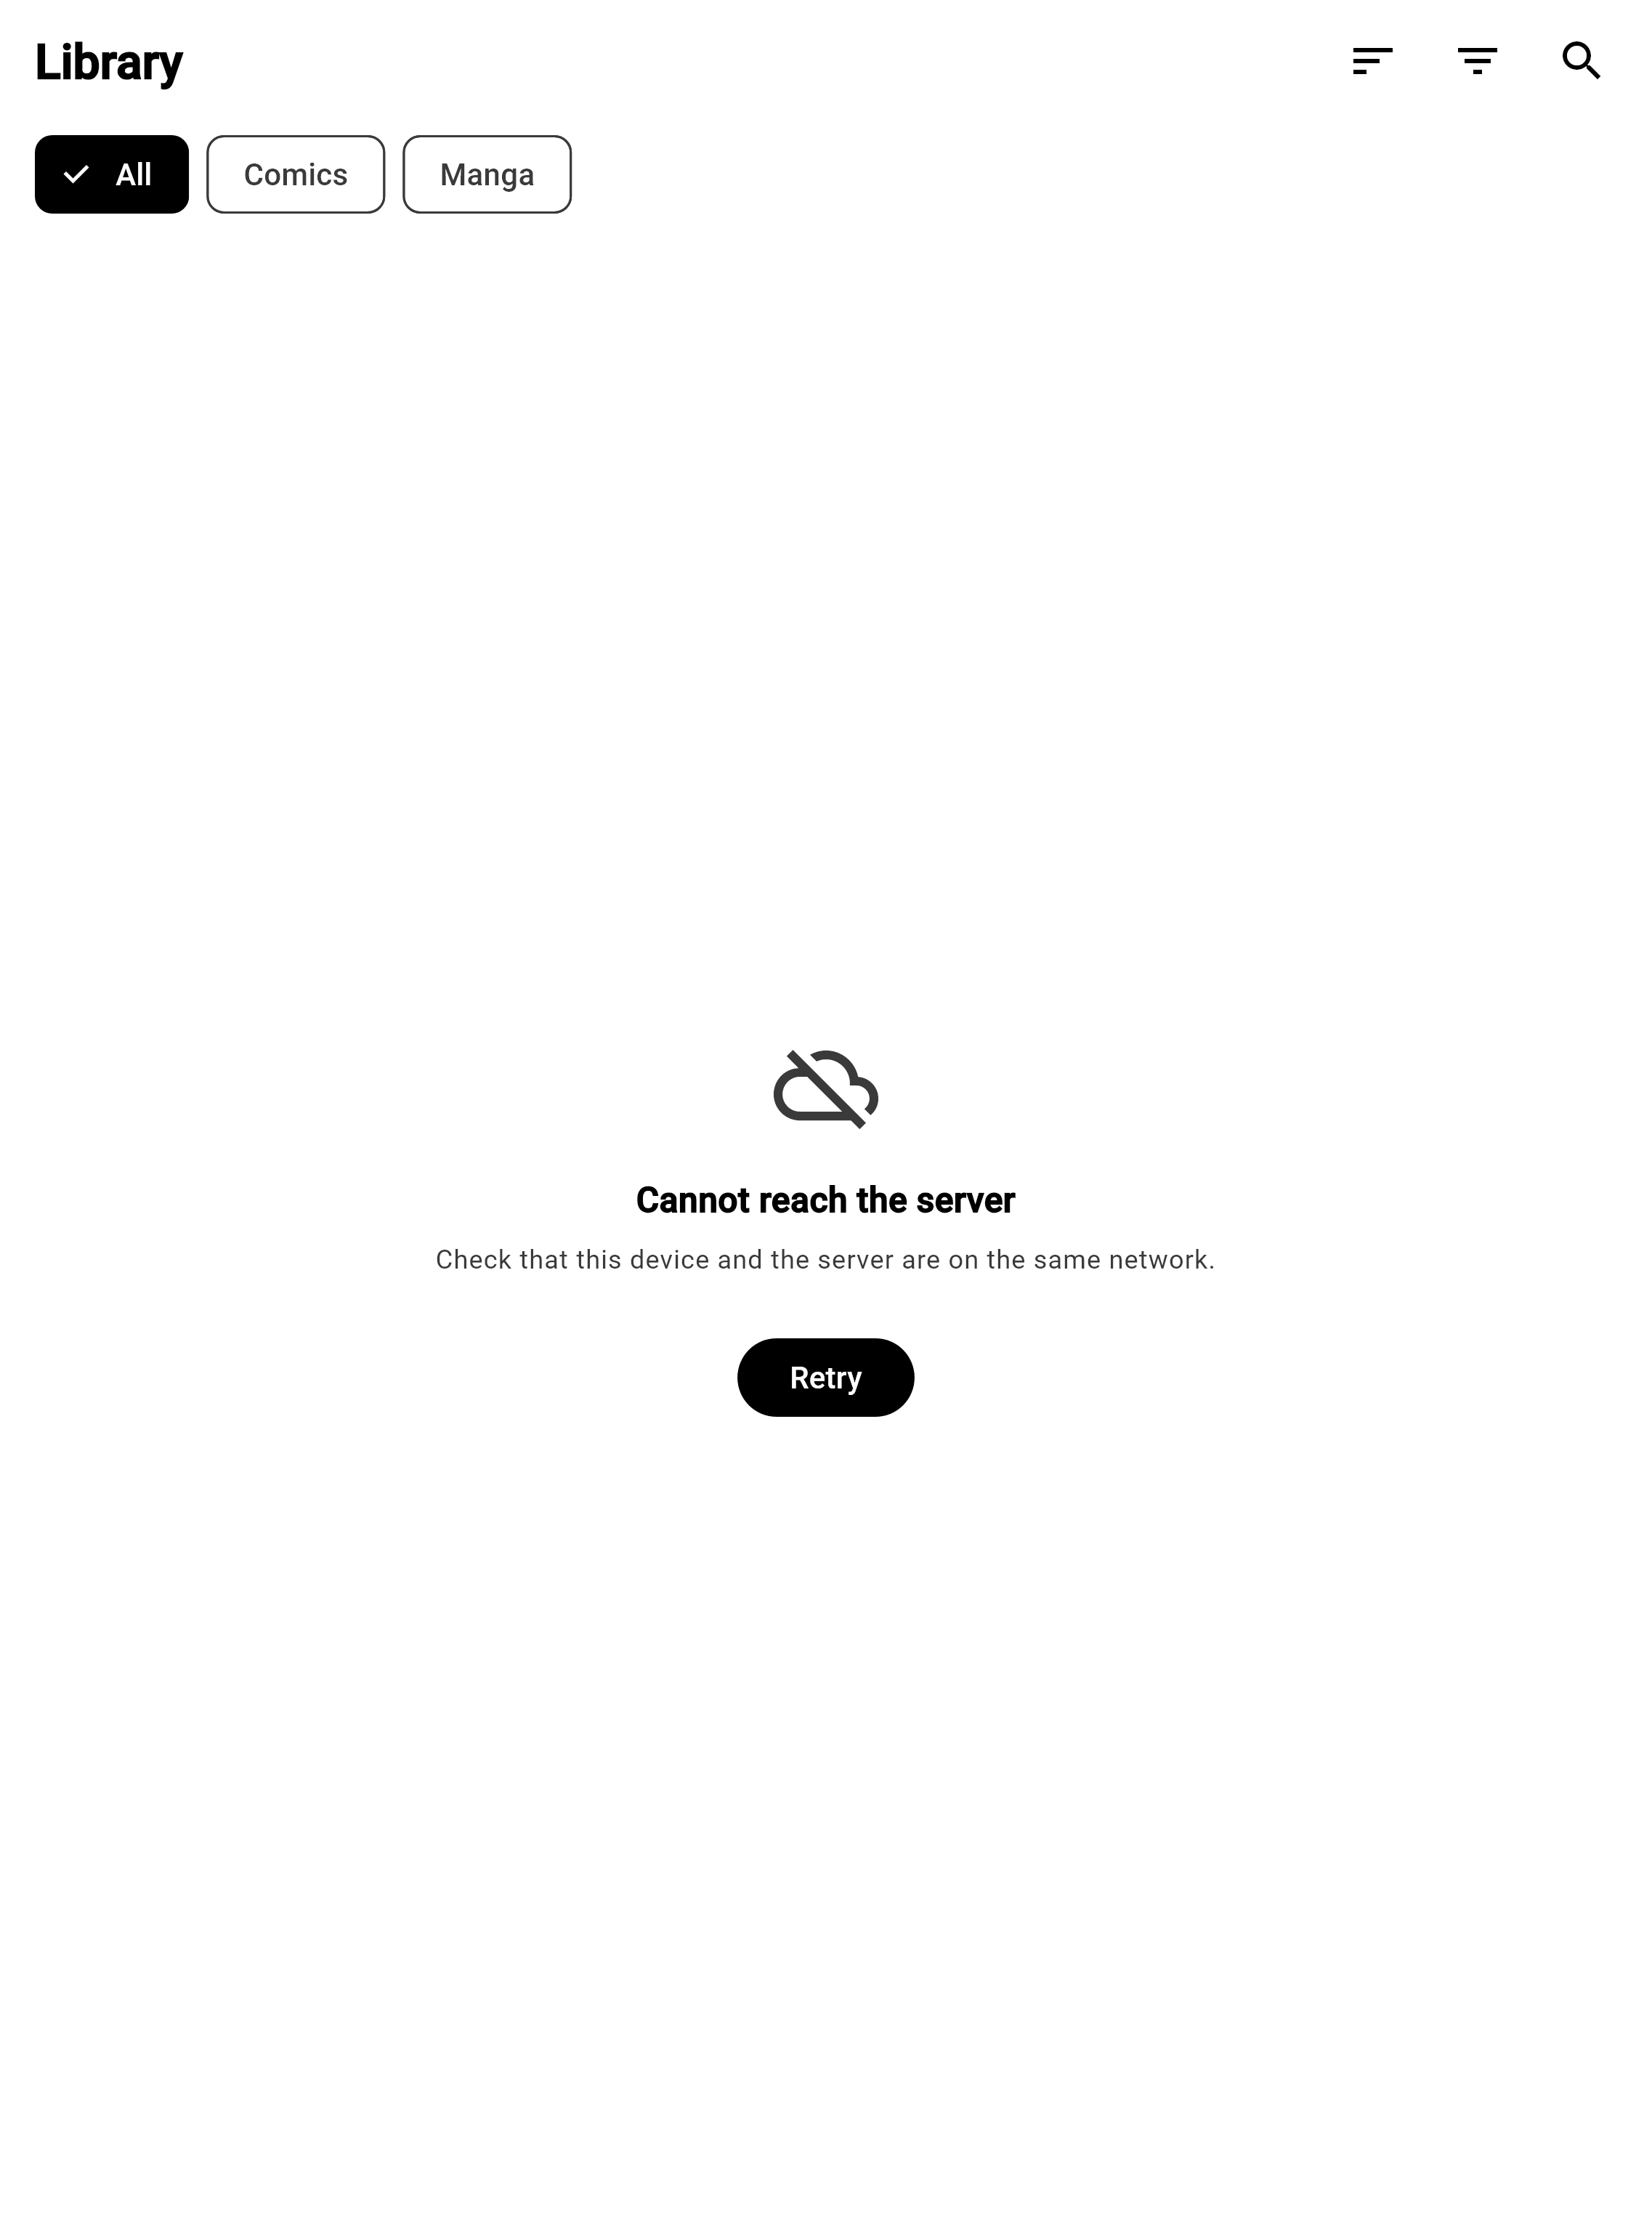 Library
All
Comics
Manga
Cannot reach the server
Check that this device and the server are on the same network.
Retry